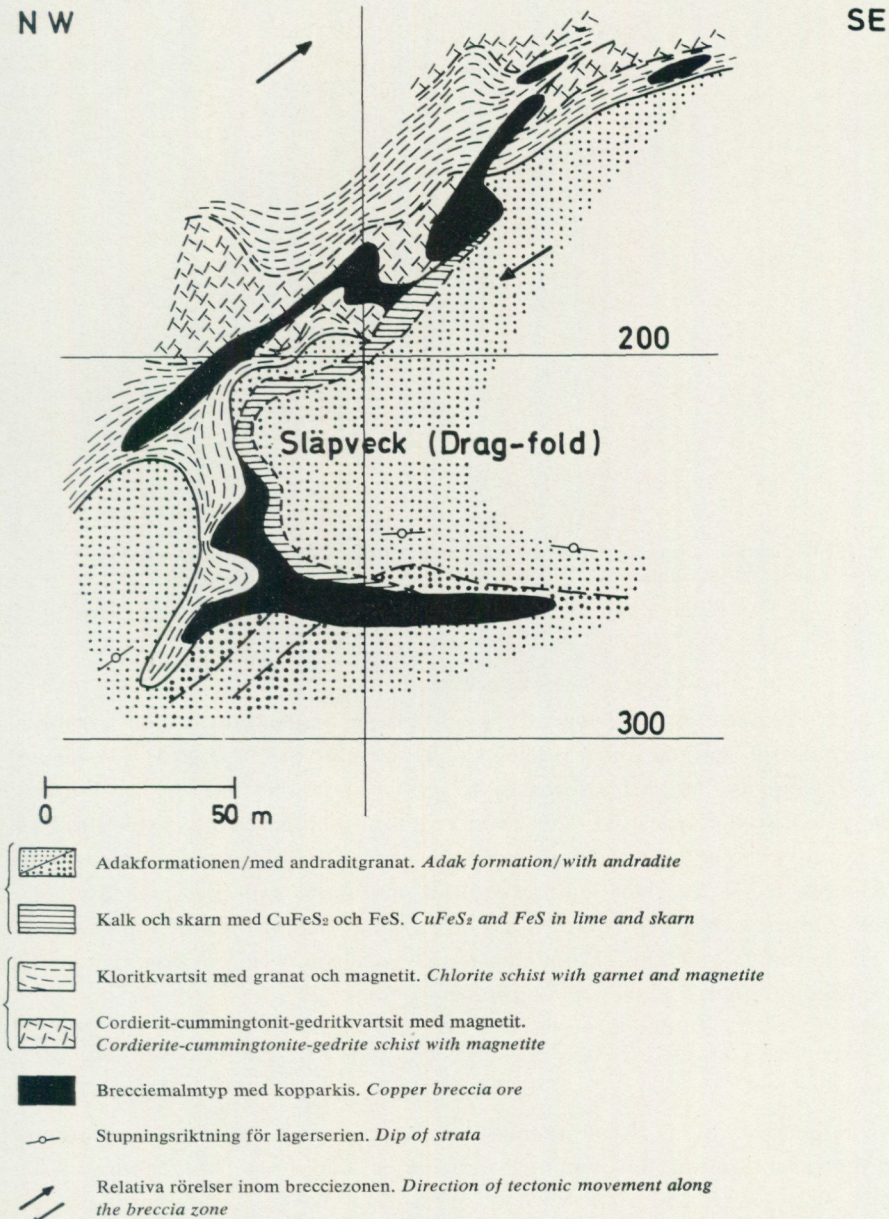 NW
SE
200
Släpveck (Drag-fold)
300
0 50 m
Adakformationen/med andraditgranat. Adak formation/with andradite
Kalk och skarn med CuFeS₂ och FeS. CuFeS₂ and FeS in lime and skarn
Kloritkvartsit med granat och magnetit. Chlorite schist with garnet and magnetite
Cordierit-cummingtonit-gedritkvartsit med magnetit.
Cordierite-cummingtonite-gedrite schist with magnetite
Brecciemalmtyp med kopparkis. Copper breccia ore
Stupningsriktning för lagerserien. Dip of strata
Relativa rörelser inom brecciezonen. Direction of tectonic movement along
the breccia zone